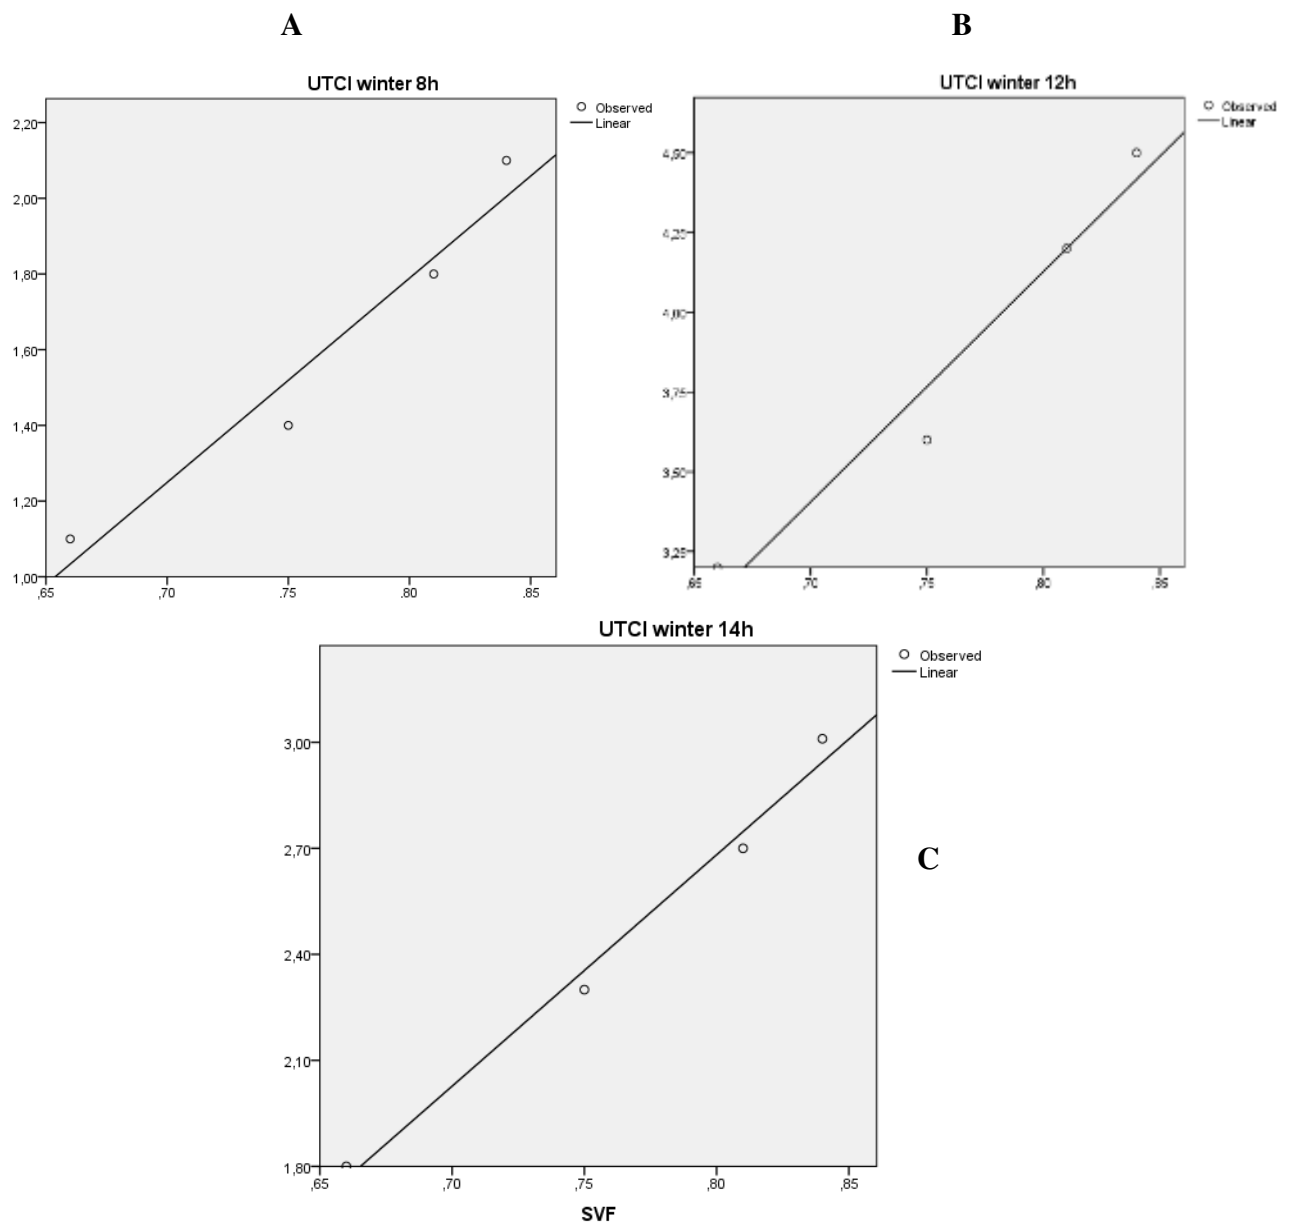 A
B
UTCI winter 8h
Observed
Linear
2,20
2,00
1,80
1,60
1,40
1,20
1,00
,65
,70
.75
.80
.85
UTCI winter 12h
Observed
Linear
4,50
4,25
4,00
3,75
3,50
3,25
,65
,70
,75
,80
,85
UTCI winter 14h
Observed
Linear
3,00
2,70
2,40
2,10
1,80
,65
,70
,75
,80
,85
SVF
C